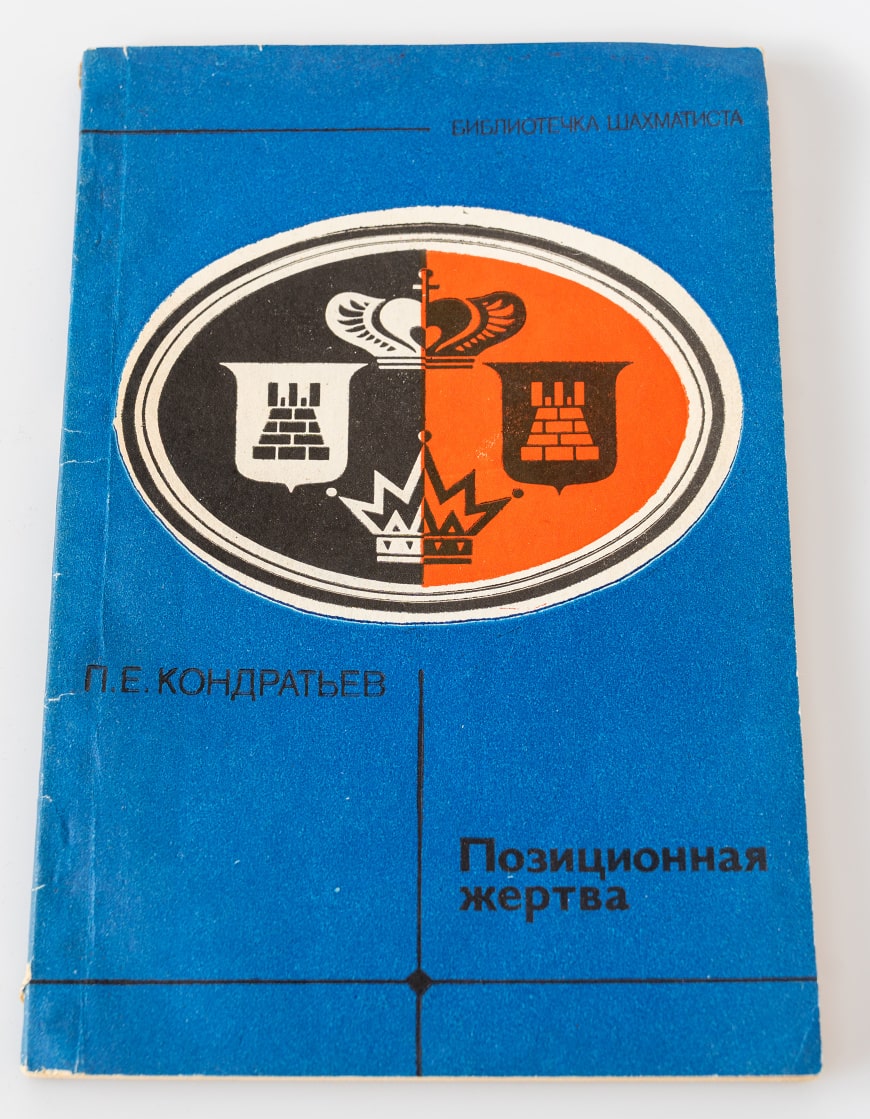 БИБЛИОТЕЧКА ШАХМАТИСТА
П.Е. КОНДРАТЬЕВ
Позиционная
жертва